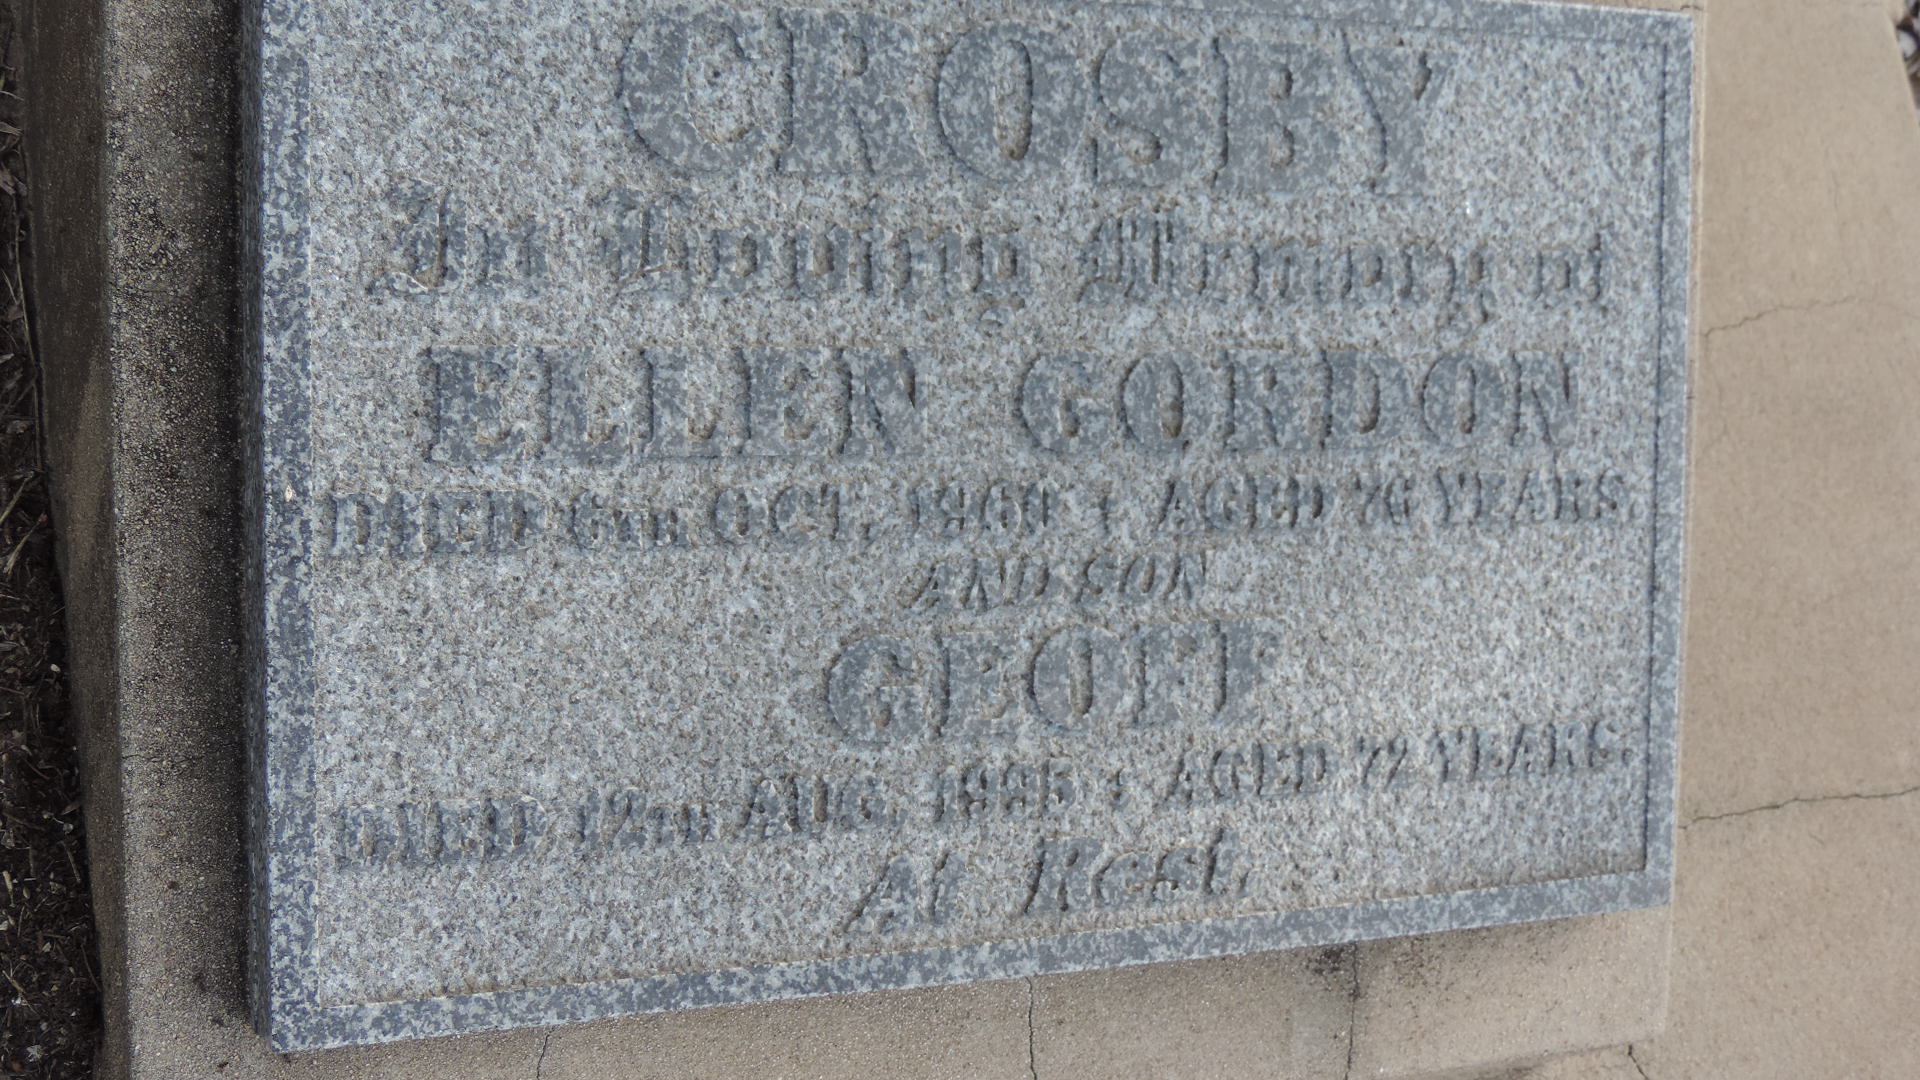 CROSBY
In Loving Memory of
ELLEN GORDON
DIED 6TH OCT. 1960 : AGED 76 YEARS.
AND SON
GEOFF
DIED 12TH AUG. 1995 : AGED 72 YEARS.
At Rest.